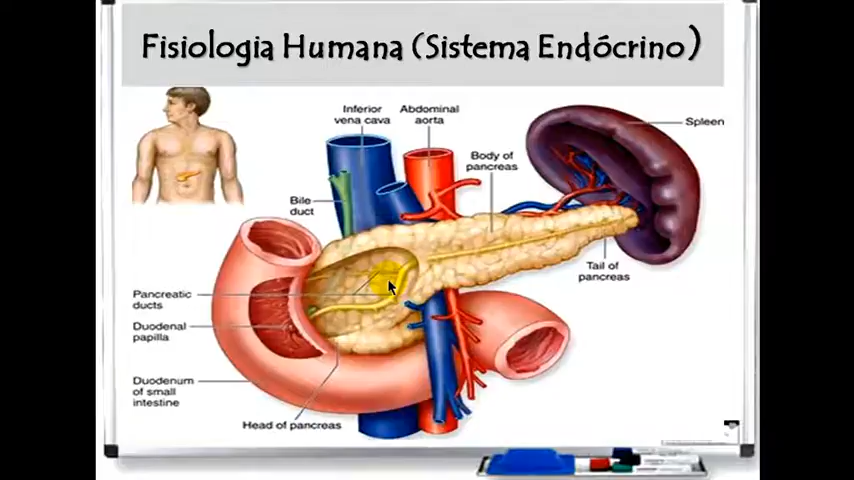 Fisiologia Humana (Sistema Endócrino)
Inferior
vena cava
Abdominal
aorta
Spleen
Body of
pancreas
Bile
duct
Tail of
pancreas
Pancreatic
ducts
Duodenal
papilla
Duodenum
of small
intestine
Head of pancreas